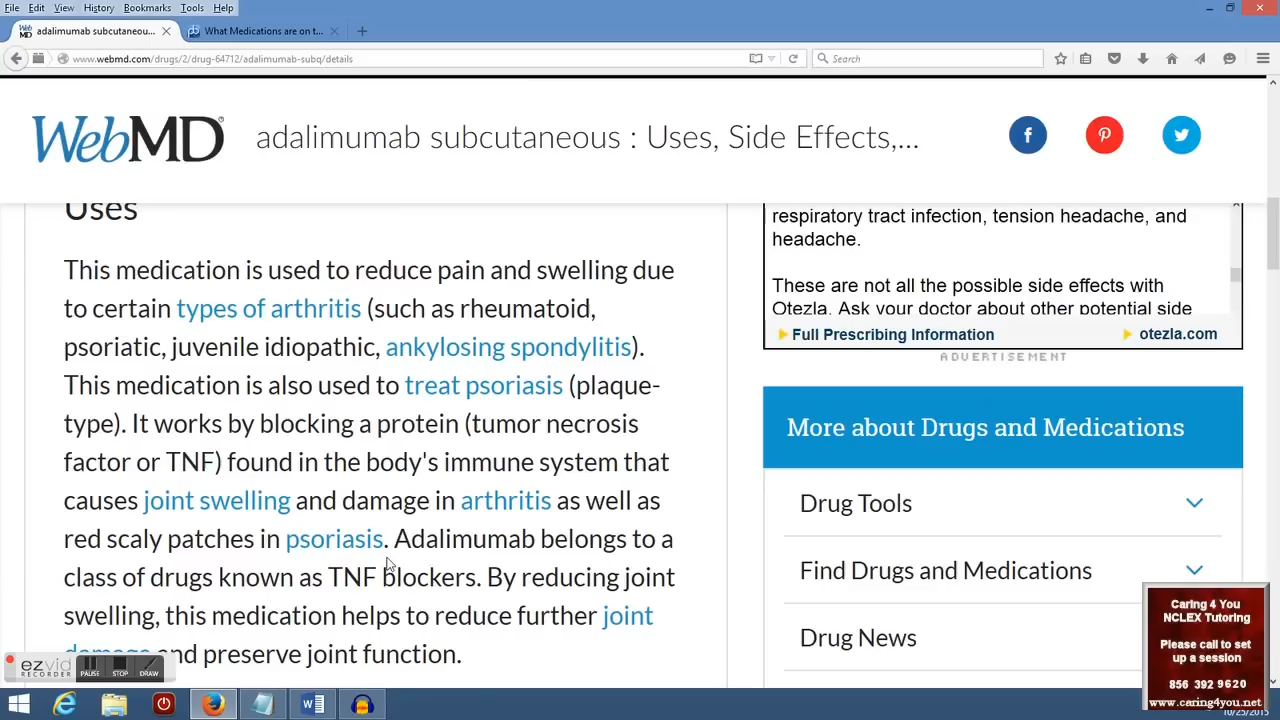 File Edit View History Bookmarks Tools Help
adalimumab subcutaneou...
What Medications are on t...
www.webmd.com/drugs/2/drug-64712/adalimumab-subq/details
Search
WebMD
adalimumab subcutaneous : Uses, Side Effects,...
Uses
This medication is used to reduce pain and swelling due
to certain types of arthritis (such as rheumatoid,
psoriatic, juvenile idiopathic, ankylosing spondylitis).
This medication is also used to treat psoriasis (plaque-
type). It works by blocking a protein (tumor necrosis
factor or TNF) found in the body's immune system that
causes joint swelling and damage in arthritis as well as
red scaly patches in psoriasis. Adalimumab belongs to a
class of drugs known as TNF blockers. By reducing joint
swelling, this medication helps to reduce further joint
damage and preserve joint function.
respiratory tract infection, tension headache, and
headache.
These are not all the possible side effects with
Otezla. Ask your doctor about other potential side
Full Prescribing Information
otezla.com
ADVERTISEMENT
More about Drugs and Medications
Drug Tools
Find Drugs and Medications
Drug News
ezvid
RECORDER
PAUSE
STOP
DRAW
Caring 4 You
NCLEX Tutoring
Please call to set
up a session
856 392 9620
www.caring4you.net
10/25/2015